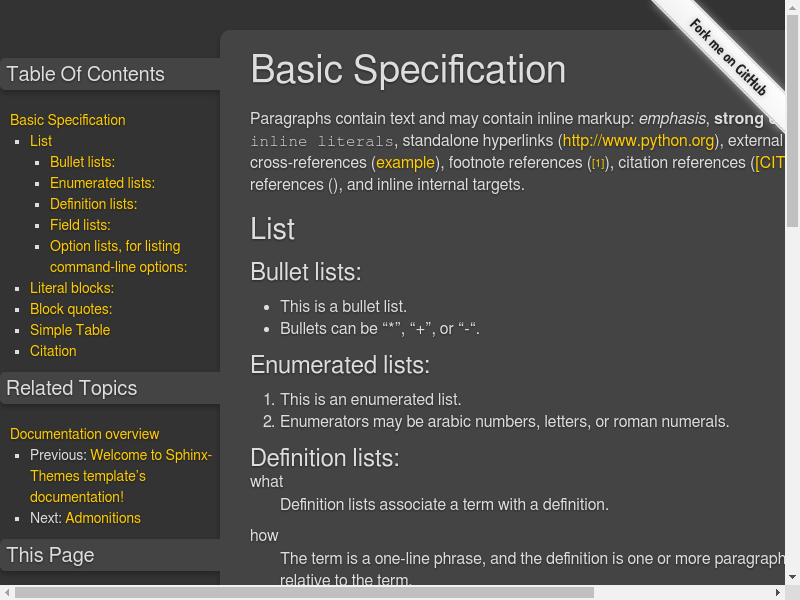 Fork me on GitHub
Table Of Contents
Basic Specification
List
Bullet lists:
Enumerated lists:
Definition lists:
Field lists:
Option lists, for listing
command-line options:
Literal blocks:
Block quotes:
Simple Table
Citation
Related Topics
Documentation overview
Previous: Welcome to Sphinx-
Themes template's
documentation!
Next: Admonitions
This Page
Basic Specification
Paragraphs contain text and may contain inline markup: emphasis, strong
inline literals, standalone hyperlinks (http://www.python.org), external
cross-references (example), footnote references ([1]), citation references ([CIT
references (), and inline internal targets.
List
Bullet lists:
• This is a bullet list.
• Bullets can be “*”, “+”, or “-“.
Enumerated lists:
1. This is an enumerated list.
2. Enumerators may be arabic numbers, letters, or roman numerals.
Definition lists:
what
Definition lists associate a term with a definition.
how
The term is a one-line phrase, and the definition is one or more paragraph
relative to the term.